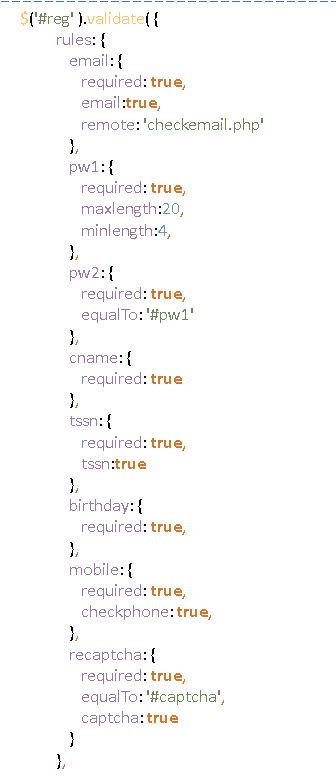 $('#reg' ).validate({
rules: {
email: {
required: true,
email:true,
remote: 'checkemail.php'
},
pw1: {
required: true,
maxlength:20,
minlength:4,
},
pw2: {
required: true,
equalTo: '#pw1'
},
cname: {
required: true
},
tssn: {
required: true,
tssn:true
},
birthday: {
required: true,
},
mobile: {
required: true,
checkphone: true,
},
recaptcha: {
required: true,
equalTo: '#captcha',
captcha: true
}
},